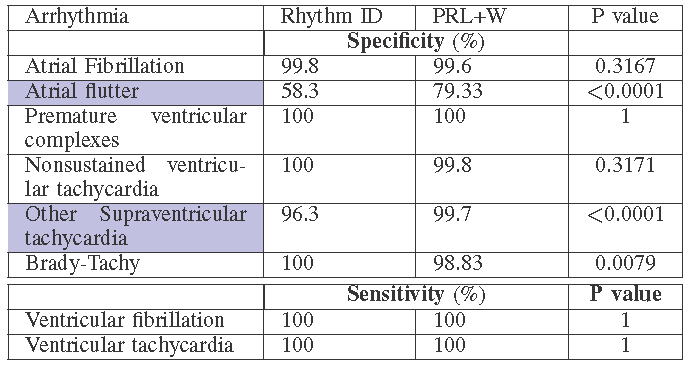 Arrhythmia Rhythm ID PRL+W P value
Specificity (%)
Atrial Fibrillation 99.8 99.6 0.3167
Atrial flutter 58.3 79.33 <0.0001
Premature ventricular 100 100 1
complexes
Nonsustained ventricu- 100 99.8 0.3171
lar tachycardia
Other Supraventricular 96.3 99.7 <0.0001
tachycardia
Brady-Tachy 100 98.83 0.0079
Sensitivity (%) P value
Ventricular fibrillation 100 100 1
Ventricular tachycardia 100 100 1